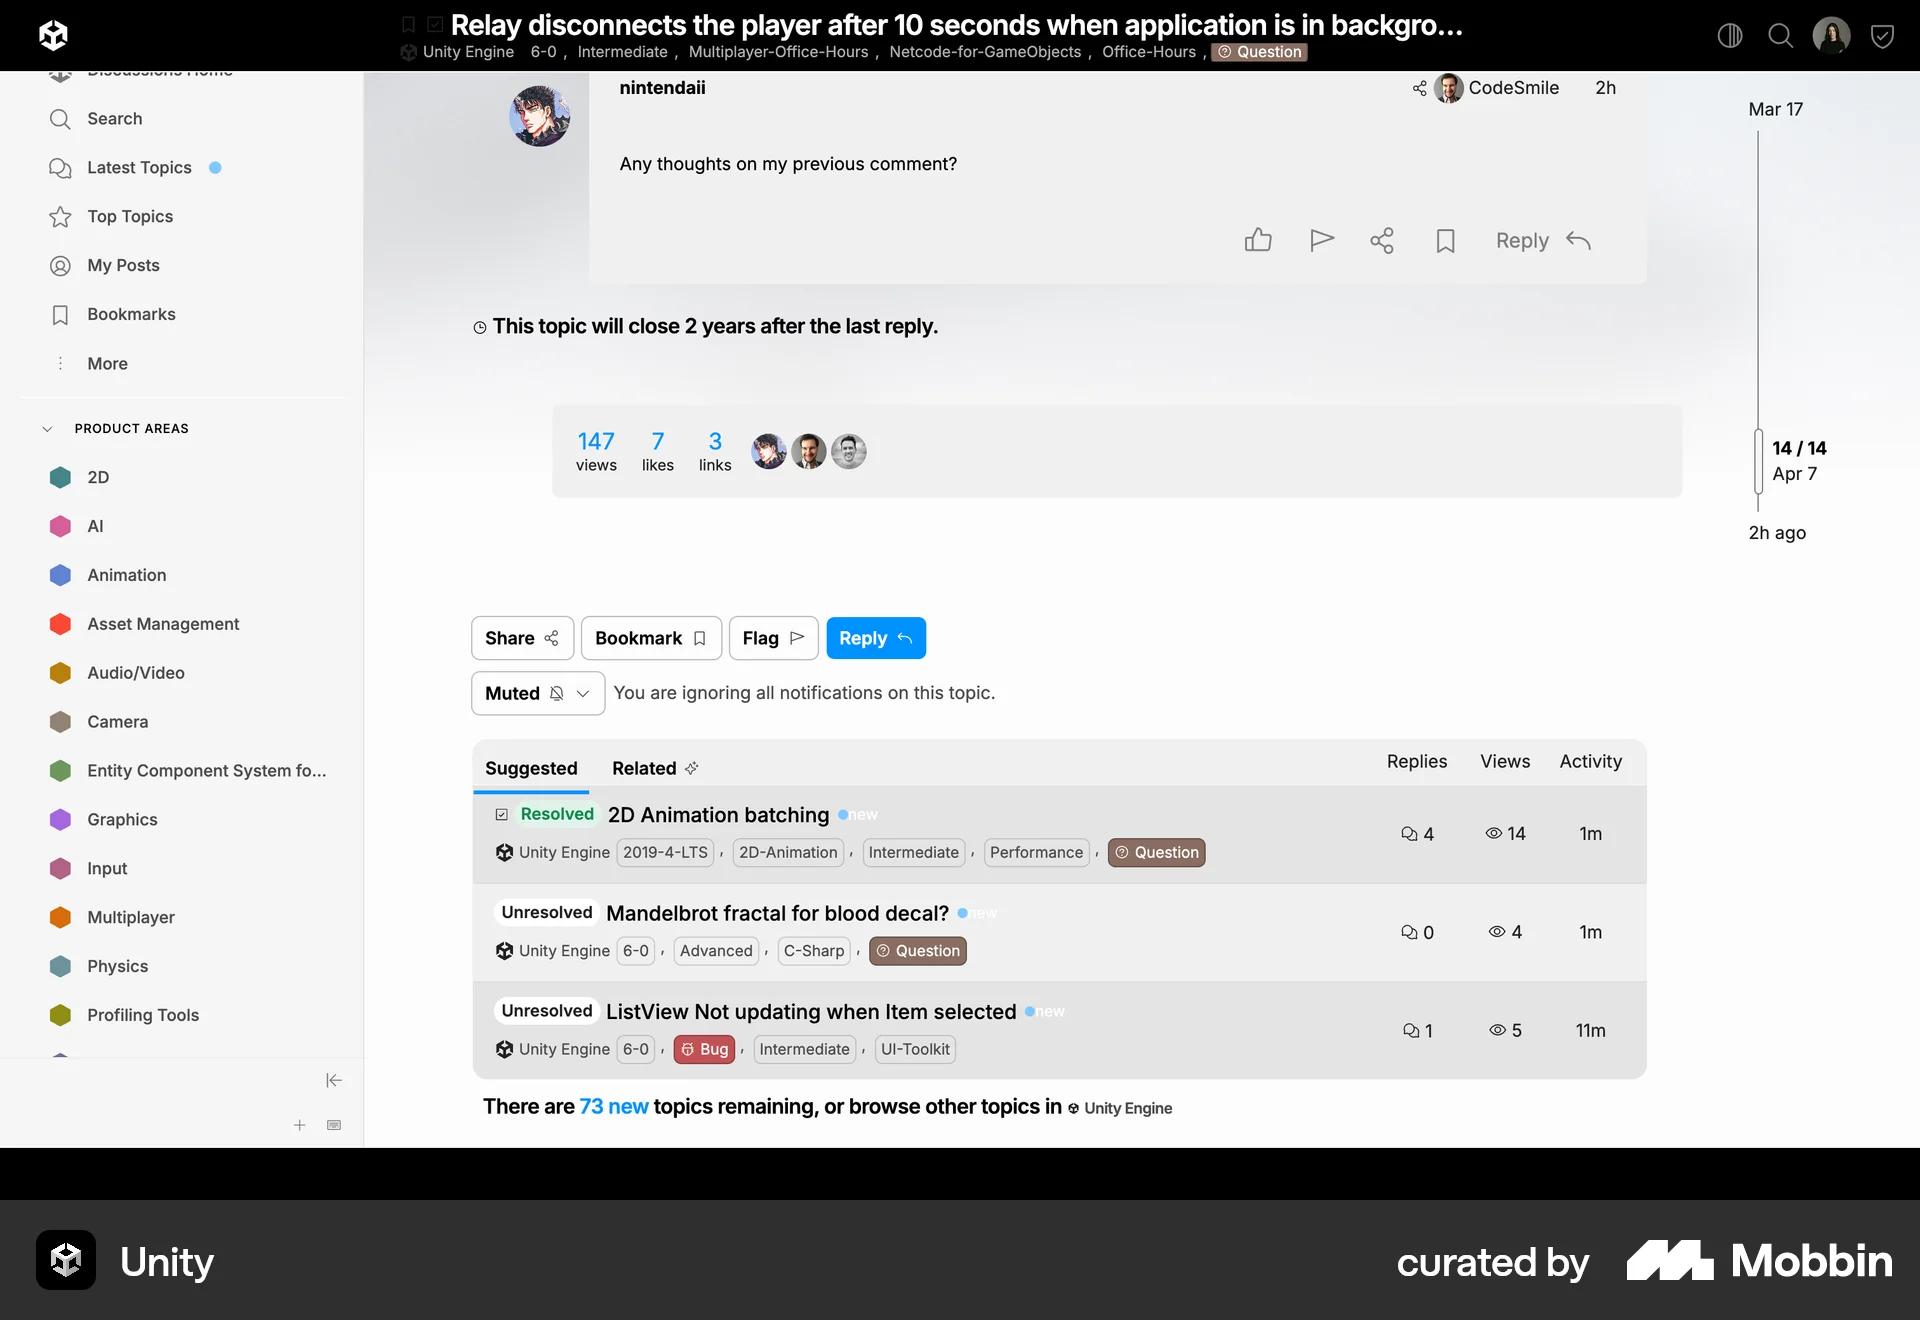 Relay disconnects the player after 10 seconds when application is in backgro...
Unity Engine 6-0 , Intermediate , Multiplayer-Office-Hours , Netcode-for-GameObjects , Office-Hours , Question
Discussions Home
Search
Latest Topics
Top Topics
My Posts
Bookmarks
More
PRODUCT AREAS
2D
AI
Animation
Asset Management
Audio/Video
Camera
Entity Component System fo...
Graphics
Input
Multiplayer
Physics
Profiling Tools
nintendaii
CodeSmile 2h
Any thoughts on my previous comment?
Reply
This topic will close 2 years after the last reply.
147 views
7 likes
3 links
Mar 17
14 / 14
Apr 7
2h ago
Share
Bookmark
Flag
Reply
Muted
You are ignoring all notifications on this topic.
Suggested
Related
Replies Views Activity
Resolved 2D Animation batching new
Unity Engine 2019-4-LTS , 2D-Animation , Intermediate , Performance , Question
4 14 1m
Unresolved Mandelbrot fractal for blood decal? new
Unity Engine 6-0 , Advanced , C-Sharp , Question
0 4 1m
Unresolved ListView Not updating when Item selected new
Unity Engine 6-0 , Bug , Intermediate , UI-Toolkit
1 5 11m
There are 73 new topics remaining, or browse other topics in Unity Engine
Unity
curated by Mobbin